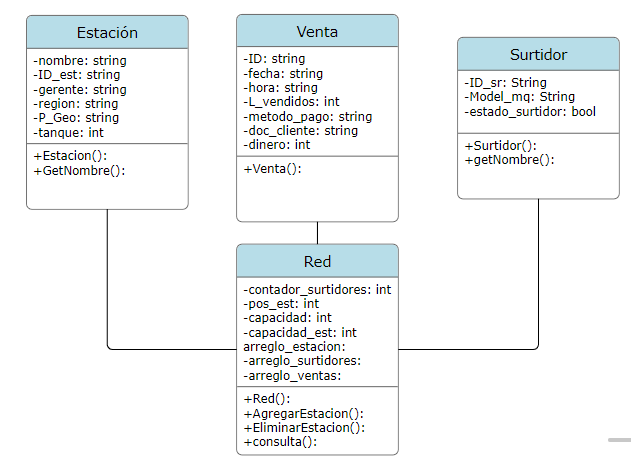 Estación
-nombre: string
-ID_est: string
-gerente: string
-region: string
-P_Geo: string
-tanque: int
+Estacion():
+GetNombre():
Venta
-ID: string
-fecha: string
-hora: string
-L_vendidos: int
-metodo_pago: string
-doc_cliente: string
-dinero: int
+Venta():
Surtidor
-ID_sr: String
-Model_mq: String
-estado_surtidor: bool
+Surtidor():
+getNombre():
Red
-contador_surtidores: int
-pos_est: int
-capacidad: int
-capacidad_est: int
arreglo_estacion:
-arreglo_surtidores:
-arreglo_ventas:
+Red():
+AgregarEstacion():
+EliminarEstacion():
+consulta():